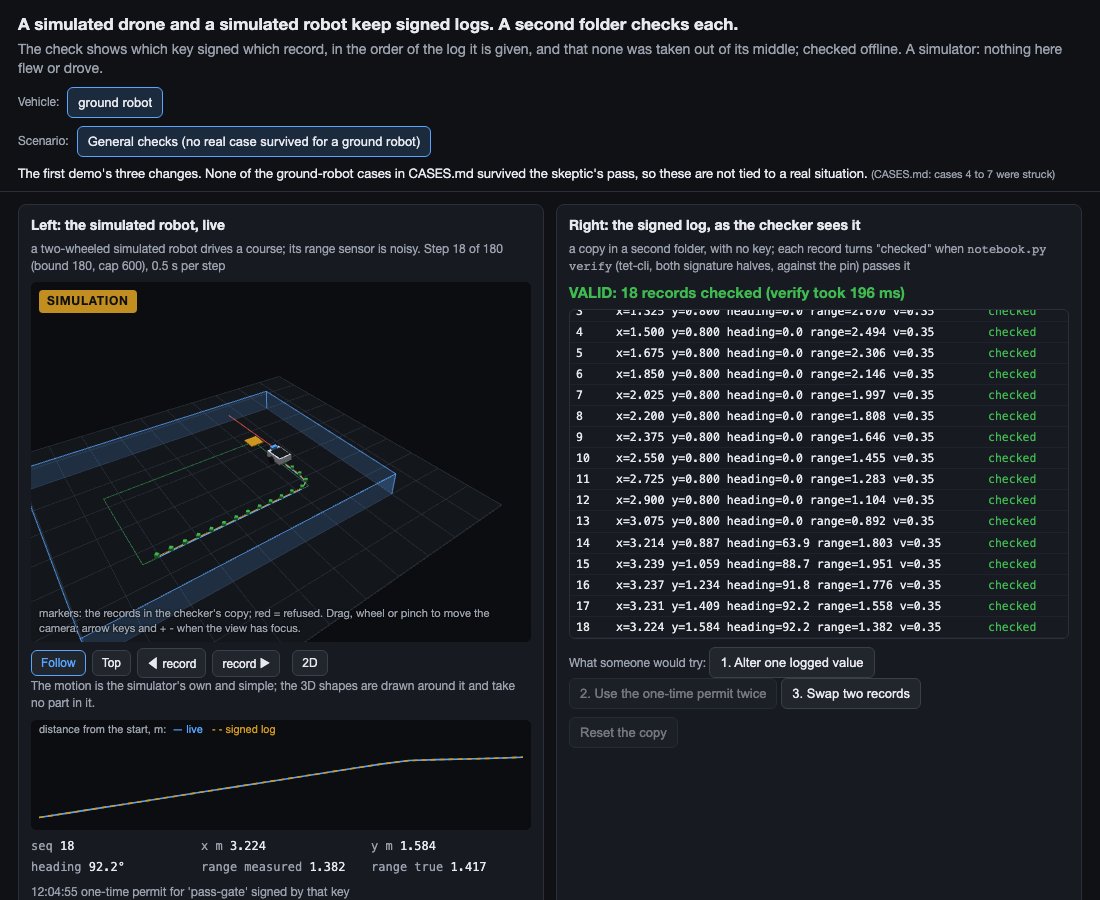 A simulated drone and a simulated robot keep signed logs. A second folder checks each.
The check shows which key signed which record, in the order of the log it is given, and that none was taken out of its middle; checked offline. A simulator: nothing here
flew or drove.
Vehicle: ground robot
Scenario: General checks (no real case survived for a ground robot)
The first demo's three changes. None of the ground-robot cases in CASES.md survived the skeptic's pass, so these are not tied to a real situation. (CASES.md: cases 4 to 7 were struck)
Left: the simulated robot, live
a two-wheeled simulated robot drives a course; its range sensor is noisy. Step 18 of 180
(bound 180, cap 600), 0.5 s per step
SIMULATION
markers: the records in the checker's copy; red = refused. Drag, wheel or pinch to move the
camera; arrow keys and + - when the view has focus.
Follow Top ◀ record record ▶ 2D
The motion is the simulator's own and simple; the 3D shapes are drawn around it and take
no part in it.
distance from the start, m: — live - - signed log
seq 18 x m 3.224 y m 1.584
heading 92.2° range measured 1.382 range true 1.417
12:04:55 one-time permit for 'pass-gate' signed by that key
Right: the signed log, as the checker sees it
a copy in a second folder, with no key; each record turns "checked" when notebook.py
verify (tet-cli, both signature halves, against the pin) passes it
VALID: 18 records checked (verify took 196 ms)
3 x=1.325 y=0.800 heading=0.0 range=2.670 v=0.35 checked
4 x=1.500 y=0.800 heading=0.0 range=2.494 v=0.35 checked
5 x=1.675 y=0.800 heading=0.0 range=2.306 v=0.35 checked
6 x=1.850 y=0.800 heading=0.0 range=2.146 v=0.35 checked
7 x=2.025 y=0.800 heading=0.0 range=1.997 v=0.35 checked
8 x=2.200 y=0.800 heading=0.0 range=1.808 v=0.35 checked
9 x=2.375 y=0.800 heading=0.0 range=1.646 v=0.35 checked
10 x=2.550 y=0.800 heading=0.0 range=1.455 v=0.35 checked
11 x=2.725 y=0.800 heading=0.0 range=1.283 v=0.35 checked
12 x=2.900 y=0.800 heading=0.0 range=1.104 v=0.35 checked
13 x=3.075 y=0.800 heading=0.0 range=0.892 v=0.35 checked
14 x=3.214 y=0.887 heading=63.9 range=1.803 v=0.35 checked
15 x=3.239 y=1.059 heading=88.7 range=1.951 v=0.35 checked
16 x=3.237 y=1.234 heading=91.8 range=1.776 v=0.35 checked
17 x=3.231 y=1.409 heading=92.2 range=1.558 v=0.35 checked
18 x=3.224 y=1.584 heading=92.2 range=1.382 v=0.35 checked
What someone would try: 1. Alter one logged value
2. Use the one-time permit twice 3. Swap two records
Reset the copy